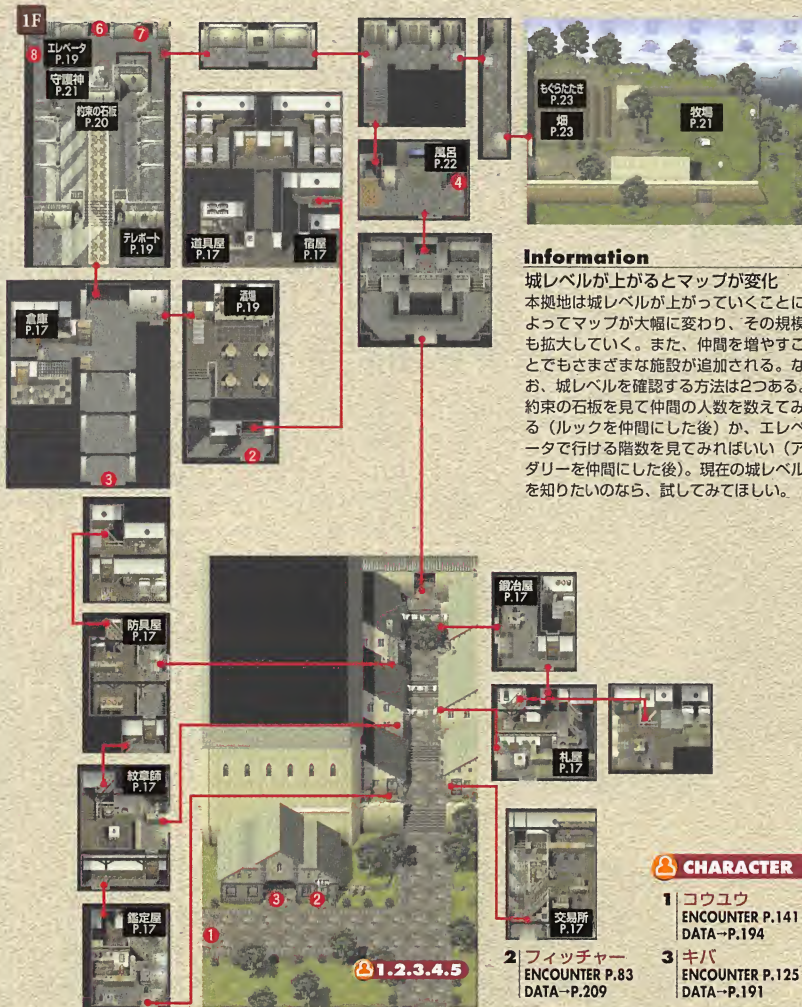 1F
6
7
8
エレベータ
P.19
守護神
P.21
約束の石板
P.20
テレポート
P.19
道具屋
P.17
宿屋
P.17
風呂
P.22
4
もぐらたたき
P.23
畑
P.23
牧場
P.21
倉庫
P.17
3
酒場
P.19
2
Information
城レベルが上がるとマップが変化
本拠地は城レベルが上がっていくことに
よってマップが大幅に変わり、その規模
も拡大していく。また、仲間を増やすこ
とでもさまざまな施設が追加される。な
お、城レベルを確認する方法は2つある。
約束の石板を見て仲間の人数を数えてみ
る（ルックを仲間にした後）か、エレベ
ータで行ける階数を見てみればいい（ア
ダリーを仲間にした後）。現在の城レベル
を知りたいのなら、試してみてほしい。
防具屋
P.17
紋章師
P.17
鑑定屋
P.17
鍛冶屋
P.17
札屋
P.17
交易所
P.17
3
2
1
1.2.3.4.5
CHARACTER
1 コウユウ
ENCOUNTER P.141
DATA→P.194
2 フィッチャー
ENCOUNTER P.83
DATA→P.209
3 キバ
ENCOUNTER P.125
DATA→P.191